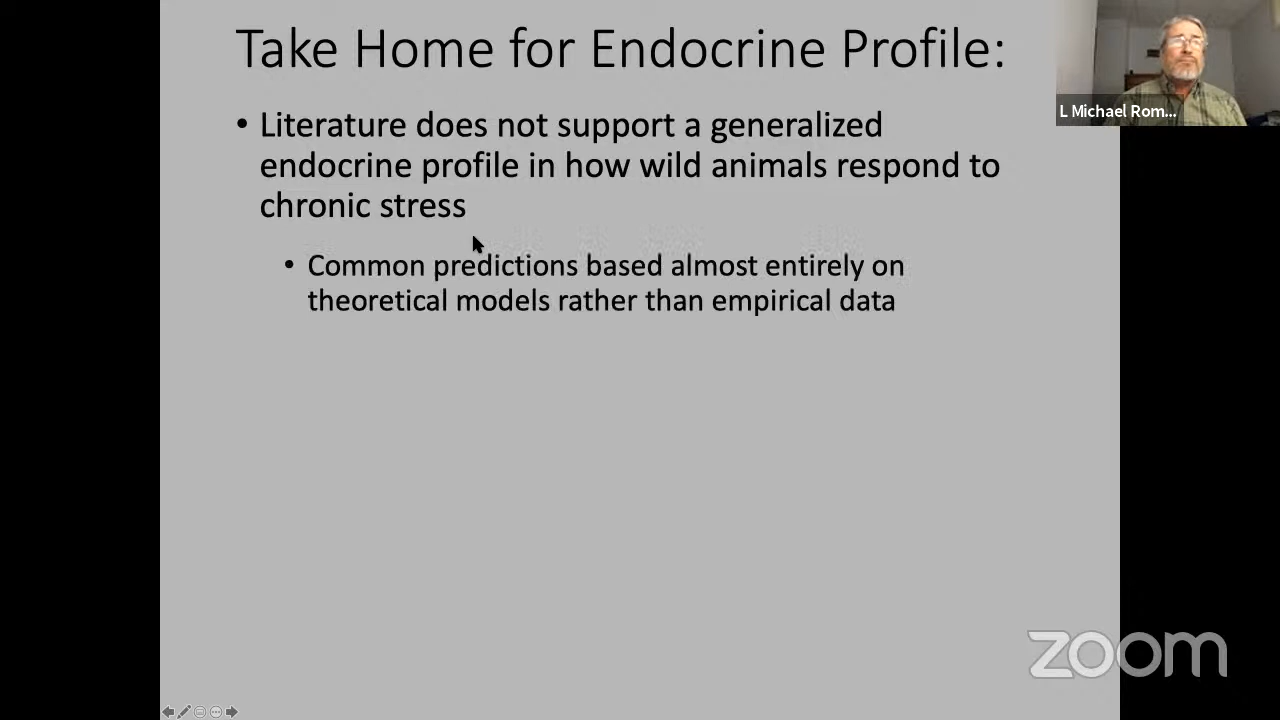 Take Home for Endocrine Profile:
• Literature does not support a generalized
endocrine profile in how wild animals respond to
chronic stress
• Common predictions based almost entirely on
theoretical models rather than empirical data
L Michael Rom...
zoom